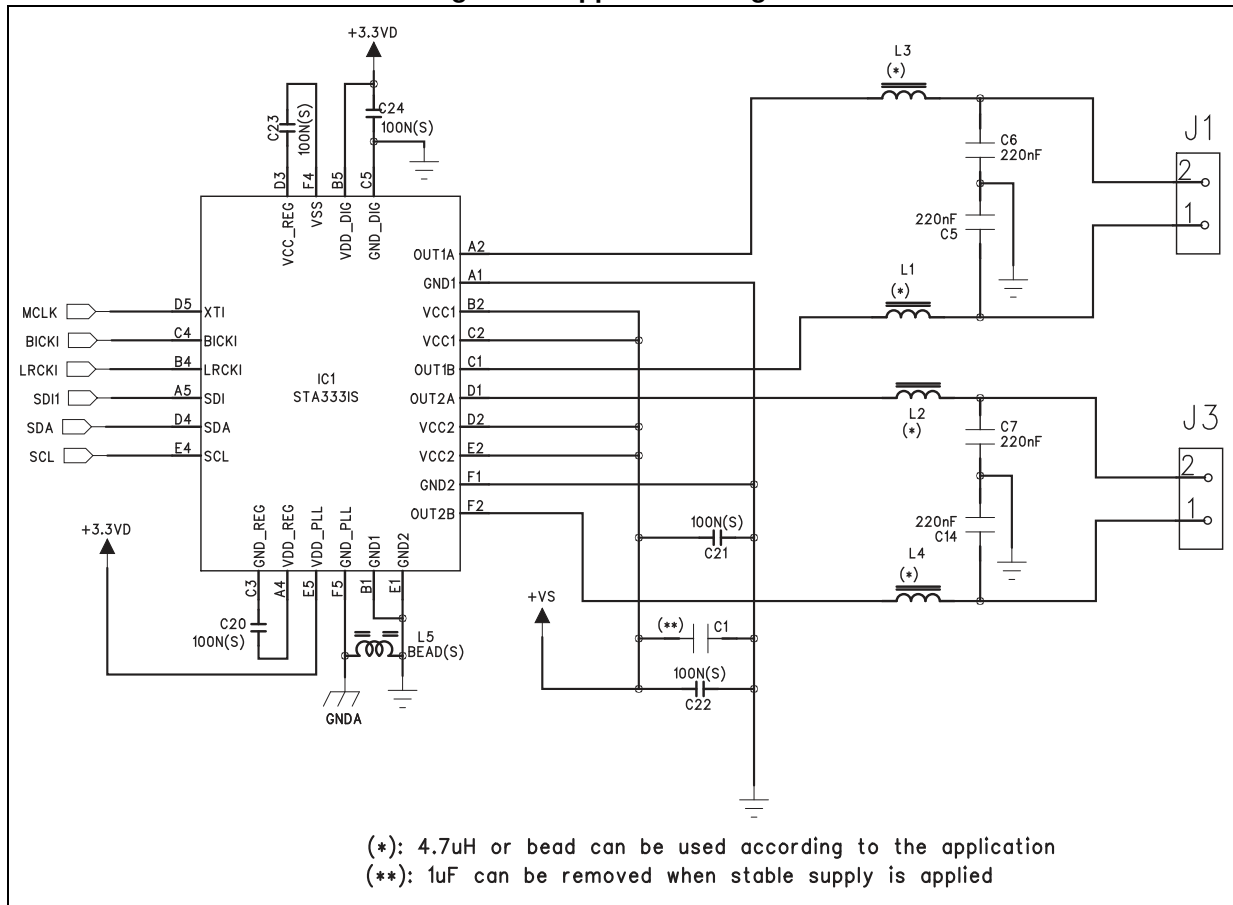 +3.3VD
L3
(*)
C23
100N(S)
C24
100N(S)
J1
C6
220nF
2
D3
F4
B5
C5
VCC_REG
VSS
VDD_DIG
GND_DIG
220nF
C5
1
OUT1A
A2
GND1
A1
L1
(*)
MCLK
D5
XTI
VCC1
B2
BICKI
C4
BICKI
VCC1
C2
LRCKI
B4
LRCKI
OUT1B
C1
IC1
STA333IS
SDI1
A5
SDI
OUT2A
D1
L2
(*)
J3
SDA
D4
SDA
VCC2
D2
C7
220nF
SCL
E4
SCL
VCC2
E2
2
GND2
F1
OUT2B
F2
1
+3.3VD
GND_REG
VDD_REG
VDD_PLL
GND_PLL
GND1
GND2
100N(S)
C21
220nF
C14
L4
(*)
C3
A4
E5
F5
B1
E1
+VS
C20
100N(S)
L5
BEAD(S)
(**)
C1
100N(S)
C22
GNDA
(*): 4.7uH or bead can be used according to the application
(**): 1uF can be removed when stable supply is applied